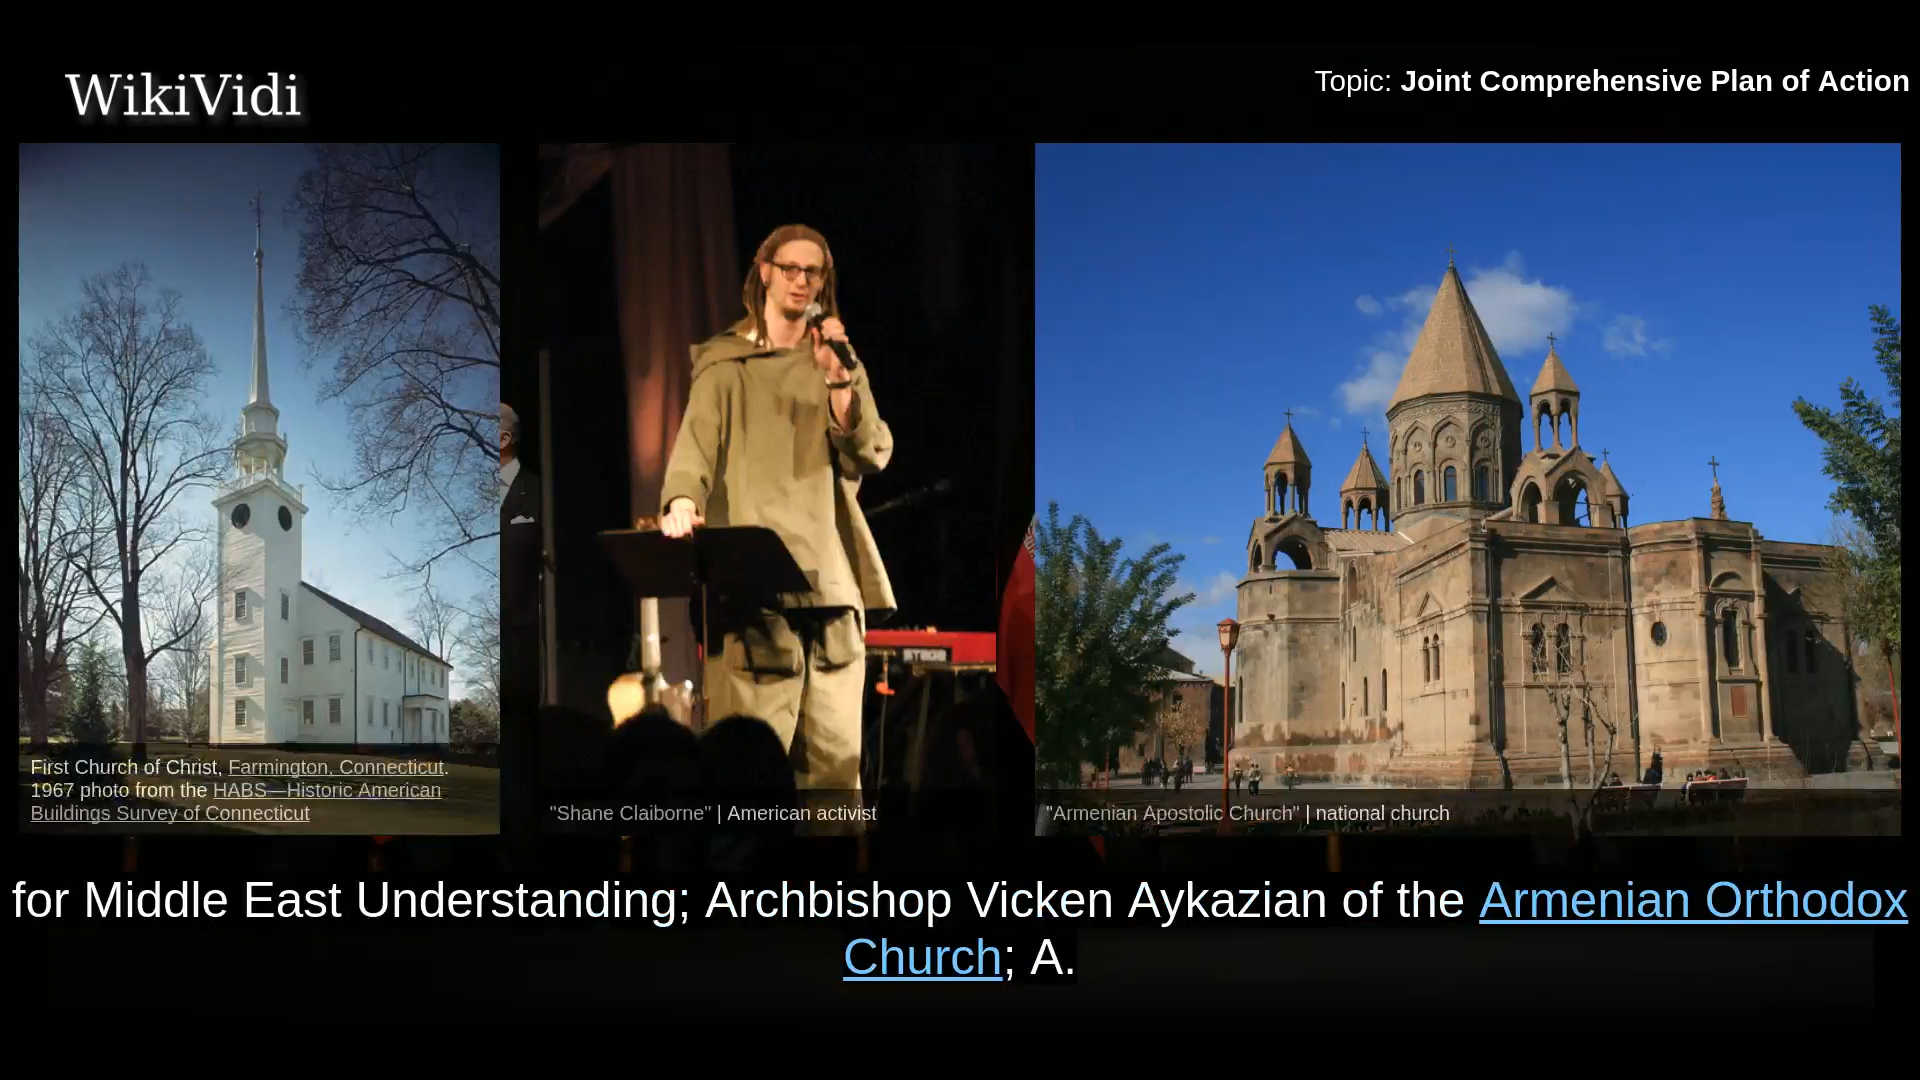 WikiVidi
Topic: Joint Comprehensive Plan of Action
First Church of Christ, Farmington, Connecticut.
1967 photo from the HABS—Historic American
Buildings Survey of Connecticut
"Shane Claiborne" | American activist
"Armenian Apostolic Church" | national church
for Middle East Understanding; Archbishop Vicken Aykazian of the Armenian Orthodox
Church; A.